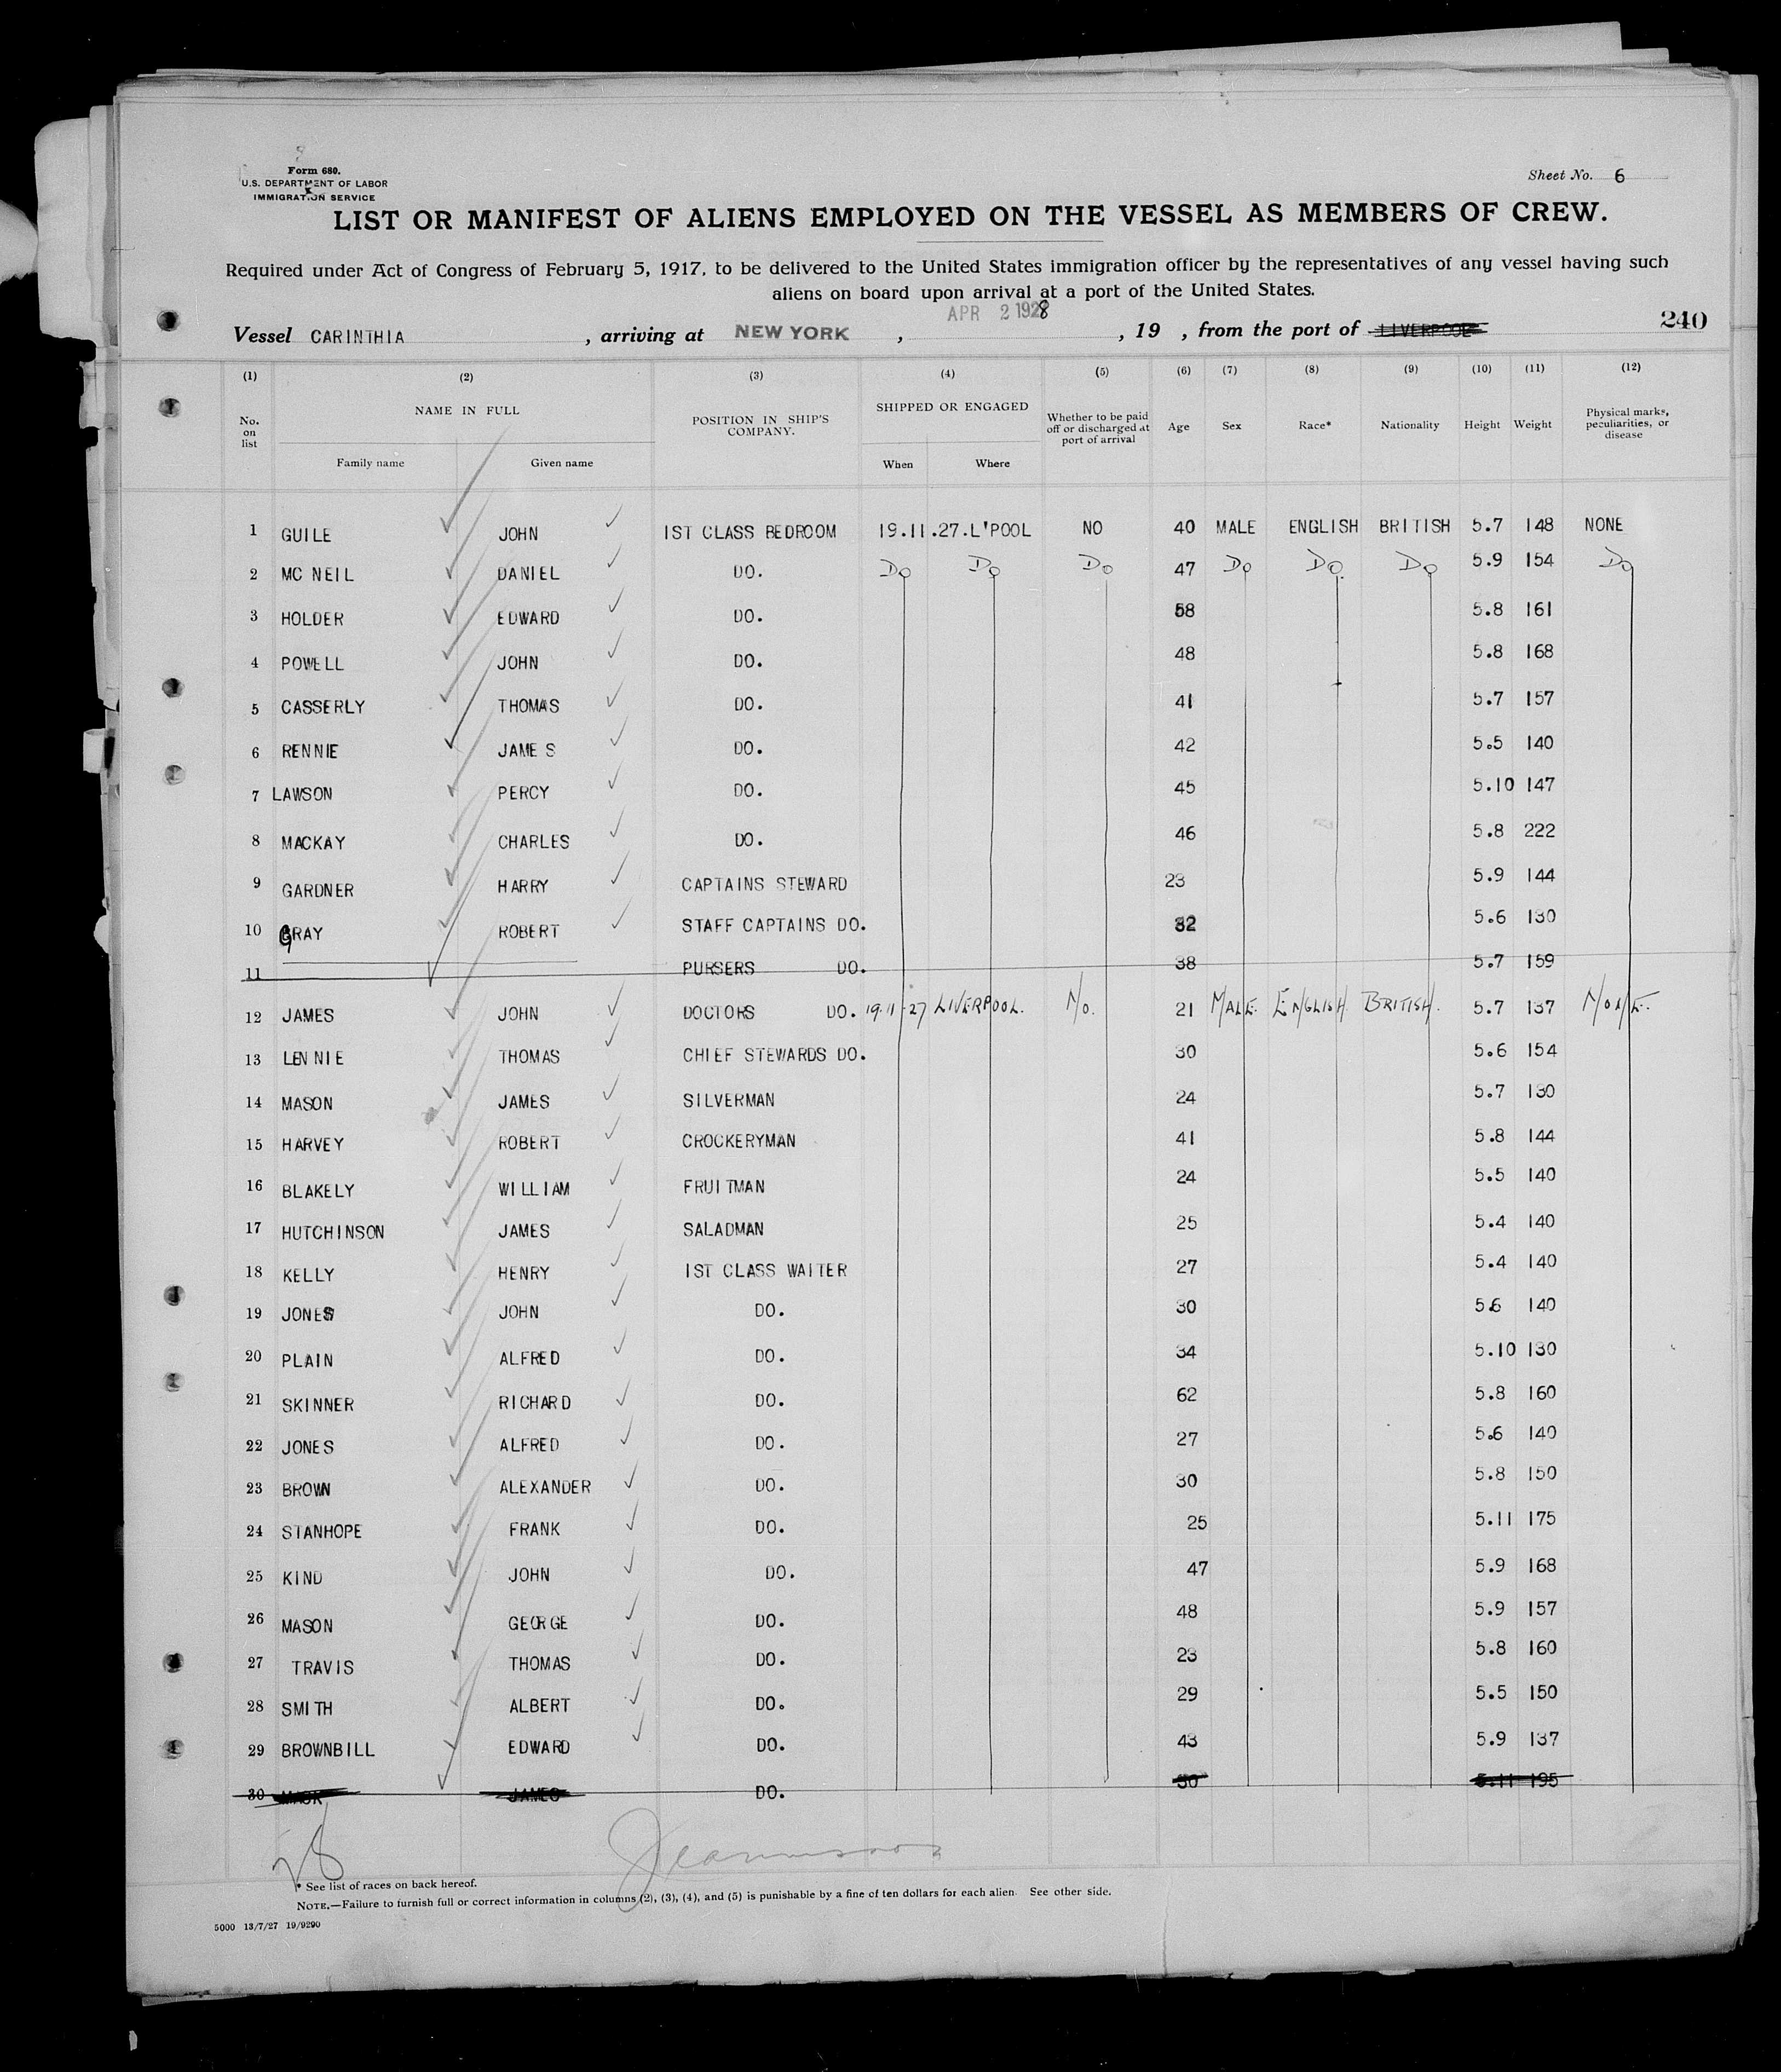 Form 680.
U.S. DEPARTMENT OF LABOR
IMMIGRATION SERVICE
Sheet No. 6
LIST OR MANIFEST OF ALIENS EMPLOYED ON THE VESSEL AS MEMBERS OF CREW.
Required under Act of Congress of February 5, 1917, to be delivered to the United States immigration officer by the representatives of any vessel having such
aliens on board upon arrival at a port of the United States.
APR 2 1928
Vessel CARINTHIA , arriving at NEW YORK , , 19 , from the port of LIVERPOOL 240
(1) (2) (3) (4) (5) (6) (7) (8) (9) (10) (11) (12)
No. on list NAME IN FULL Family name Given name POSITION IN SHIP'S COMPANY. SHIPPED OR ENGAGED When Where Whether to be paid off or discharged at port of arrival Age Sex Race* Nationality Height Weight Physical marks, peculiarities, or disease
1 GUILE JOHN 1ST CLASS BEDROOM 19.11.27. L'POOL NO 40 MALE ENGLISH BRITISH 5.7 148 NONE
2 MC NEIL DANIEL DO. Do Do Do 47 Do Do Do 5.9 154 Do
3 HOLDER EDWARD DO. 58 5.8 161
4 POWELL JOHN DO. 48 5.8 168
5 CASSERLY THOMAS DO. 41 5.7 157
6 RENNIE JAMES DO. 42 5.5 140
7 LAWSON PERCY DO. 45 5.10 147
8 MACKAY CHARLES DO. 46 5.8 222
9 GARDNER HARRY CAPTAINS STEWARD 23 5.9 144
10 GRAY ROBERT STAFF CAPTAINS DO. 32 5.6 130
11 PURSERS DO. 38 5.7 159
12 JAMES JOHN DOCTORS DO. 19.11.27 LIVERPOOL. No. 21 MALE. ENGLISH BRITISH. 5.7 137 NONE.
13 LENNIE THOMAS CHIEF STEWARDS DO. 30 5.6 154
14 MASON JAMES SILVERMAN 24 5.7 130
15 HARVEY ROBERT CROCKERYMAN 41 5.8 144
16 BLAKELY WILLIAM FRUITMAN 24 5.5 140
17 HUTCHINSON JAMES SALADMAN 25 5.4 140
18 KELLY HENRY 1ST CLASS WAITER 27 5.4 140
19 JONES JOHN DO. 30 5.6 140
20 PLAIN ALFRED DO. 34 5.10 130
21 SKINNER RICHARD DO. 62 5.8 160
22 JONES ALFRED DO. 27 5.6 140
23 BROWN ALEXANDER DO. 30 5.8 150
24 STANHOPE FRANK DO. 25 5.11 175
25 KIND JOHN DO. 47 5.9 168
26 MASON GEORGE DO. 48 5.9 157
27 TRAVIS THOMAS DO. 23 5.8 160
28 SMITH ALBERT DO. 29 5.5 150
29 BROWNBILL EDWARD DO. 43 5.9 137
30 JAMES DO. 30 5.11 195
28
* See list of races on back hereof.
NOTE.—Failure to furnish full or correct information in columns (2), (3), (4), and (5) is punishable by a fine of ten dollars for each alien. See other side.
5000 13/7/27 19/9290